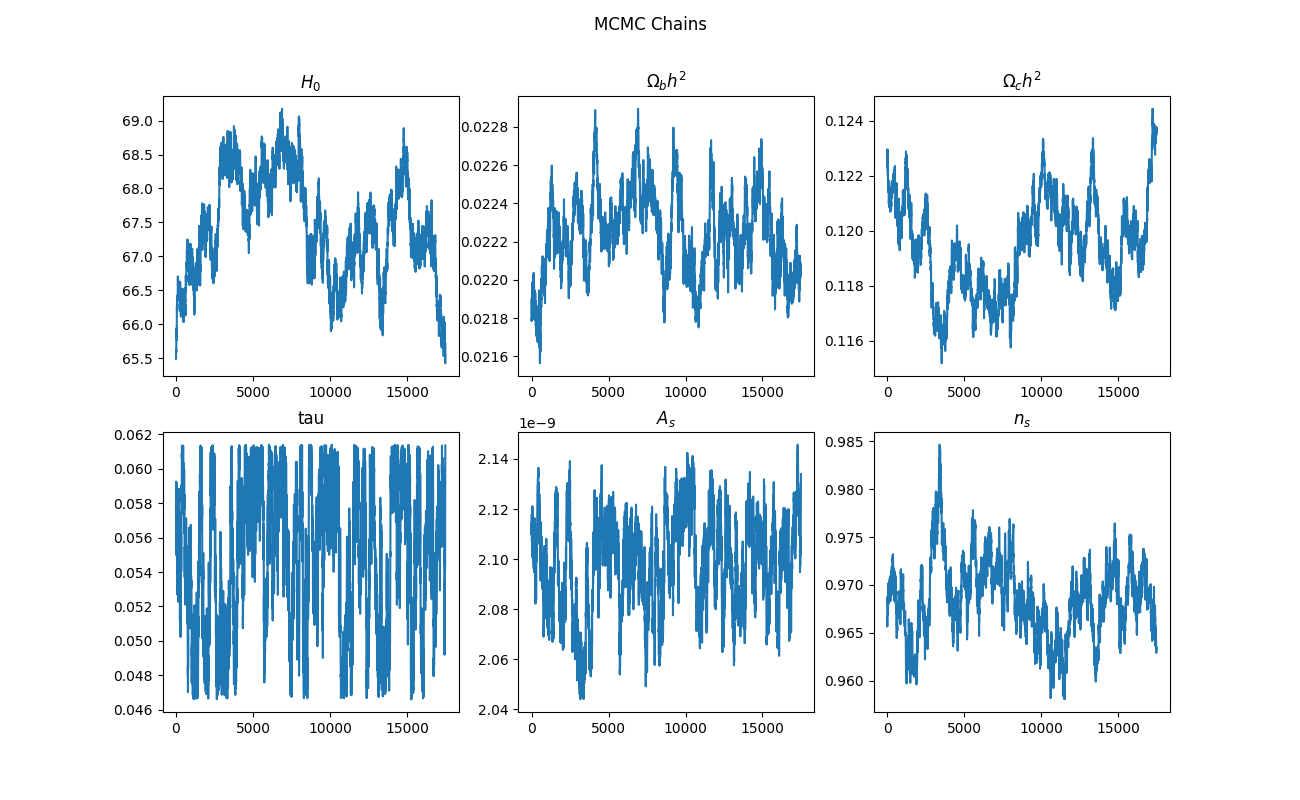 MCMC Chains
$H_0$
$\Omega_b h^2$
$\Omega_c h^2$
69.0
68.5
68.0
67.5
67.0
66.5
66.0
65.5
0 5000 10000 15000
0.0228
0.0226
0.0224
0.0222
0.0220
0.0218
0.0216
0 5000 10000 15000
0.124
0.122
0.120
0.118
0.116
0 5000 10000 15000
tau
0.062
0.060
0.058
0.056
0.054
0.052
0.050
0.048
0.046
0 5000 10000 15000
1e−9
$A_s$
2.14
2.12
2.10
2.08
2.06
2.04
0 5000 10000 15000
$n_s$
0.985
0.980
0.975
0.970
0.965
0.960
0 5000 10000 15000